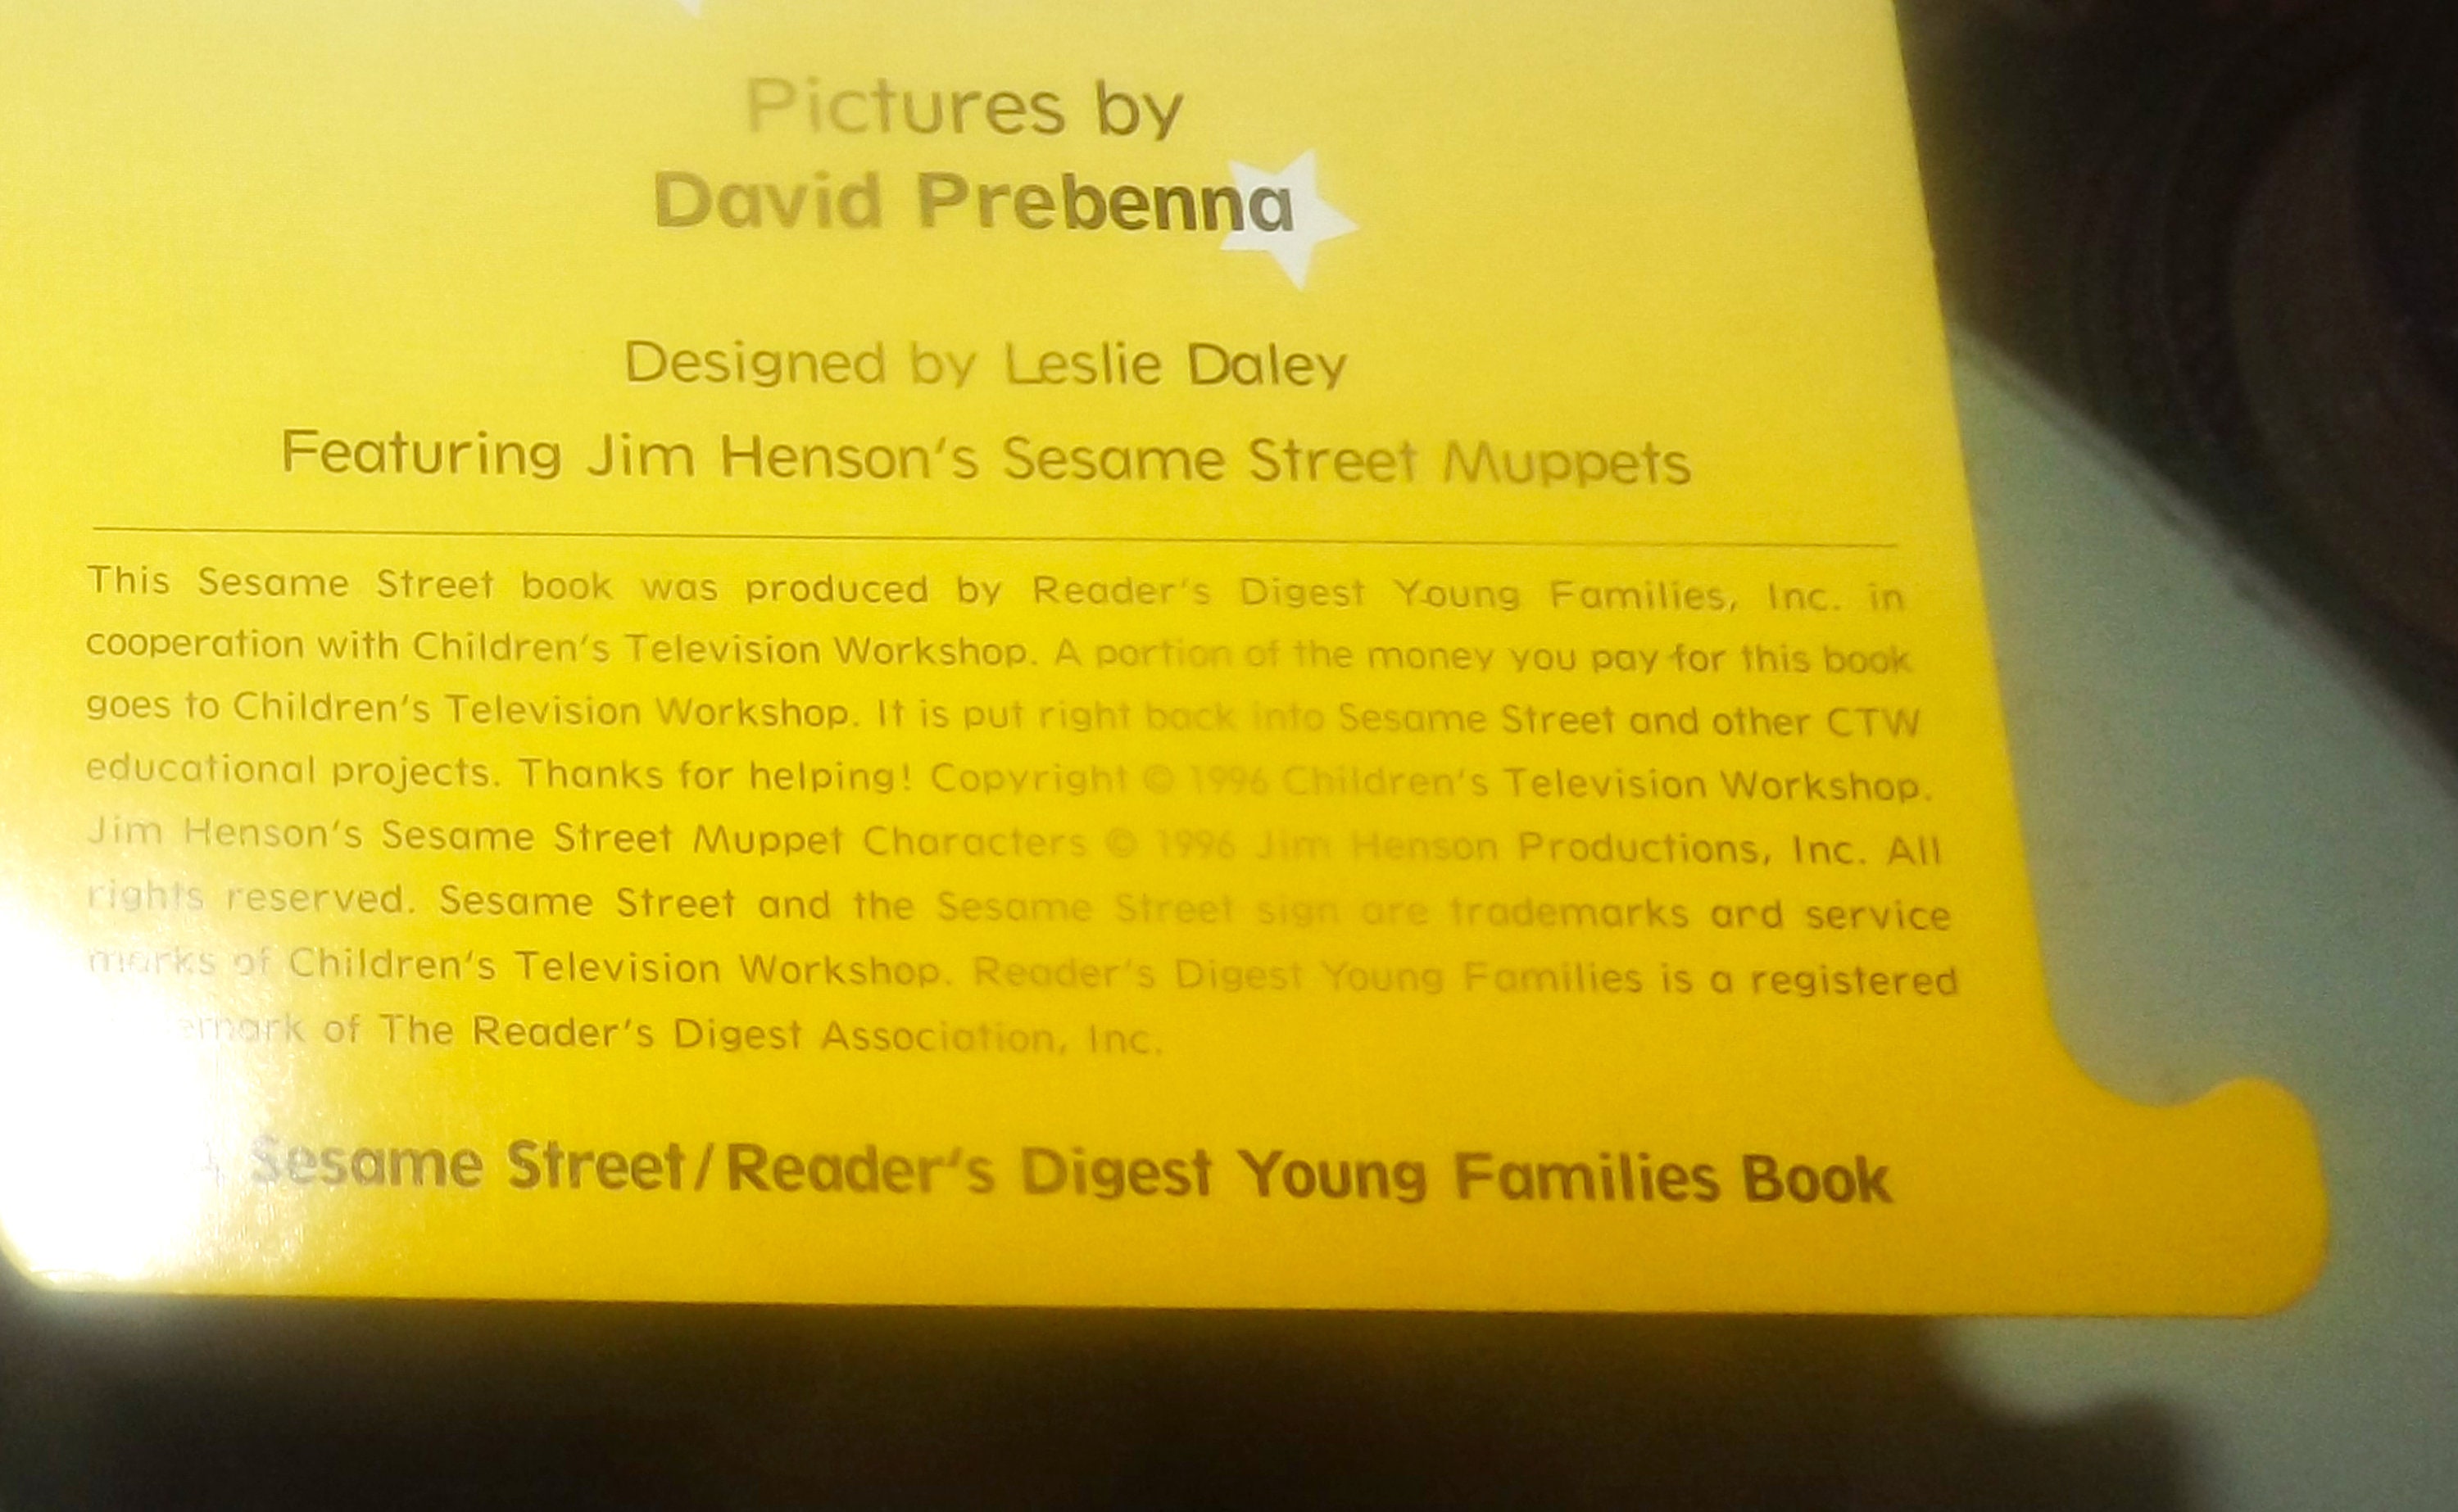 Pictures by
David Prebenna
Designed by Leslie Daley
Featuring Jim Henson's Sesame Street Muppets
This Sesame Street book was produced by Reader's Digest Young Families, Inc. in
cooperation with Children's Television Workshop. A portion of the money you pay for this book
goes to Children's Television Workshop. It is put right back into Sesame Street and other CTW
educational projects. Thanks for helping! Copyright © 1996 Children's Television Workshop.
Jim Henson's Sesame Street Muppet Characters © 1996 Jim Henson Productions, Inc. All
rights reserved. Sesame Street and the Sesame Street sign are trademarks and service
marks of Children's Television Workshop. Reader's Digest Young Families is a registered
of The Reader's Digest Association, Inc.
Sesame Street/Reader's Digest Young Families Book